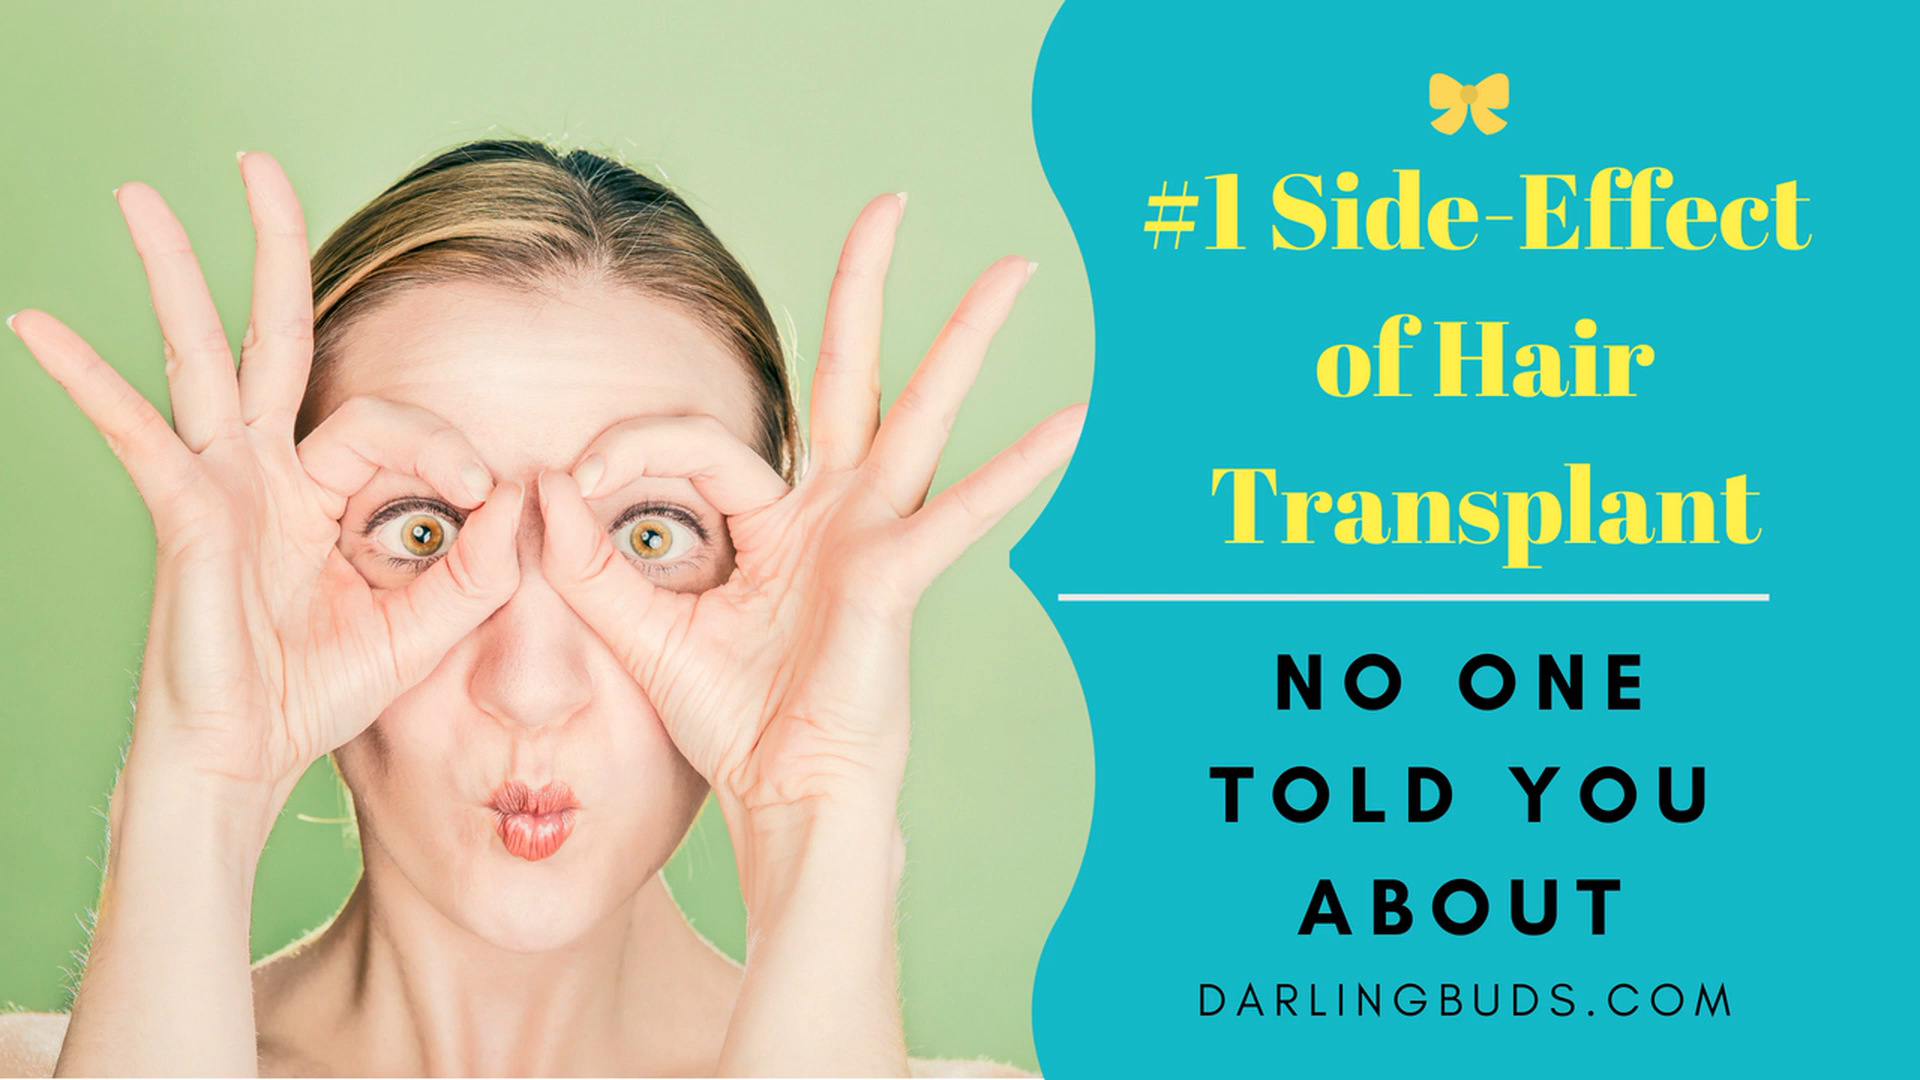 #1 Side-Effect
of Hair
Transplant
NO ONE
TOLD YOU
ABOUT
DARLINGBUDS.COM